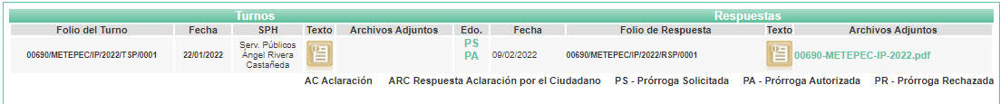 Turnos Respuestas
Folio del Turno Fecha SPH Texto Archivos Adjuntos Edo. Fecha Folio de Respuesta Texto Archivos Adjuntos
00690/METEPEC/IP/2022/TSP/0001 22/01/2022 Serv. Públicos
Ángel Rivera
Castañeda
PS
PA
09/02/2022 00690/METEPEC/IP/2022/RSP/0001 00690-METEPEC-IP-2022.pdf
AC Aclaración ARC Respuesta Aclaración por el Ciudadano PS - Prórroga Solicitada PA - Prórroga Autorizada PR - Prórroga Rechazada